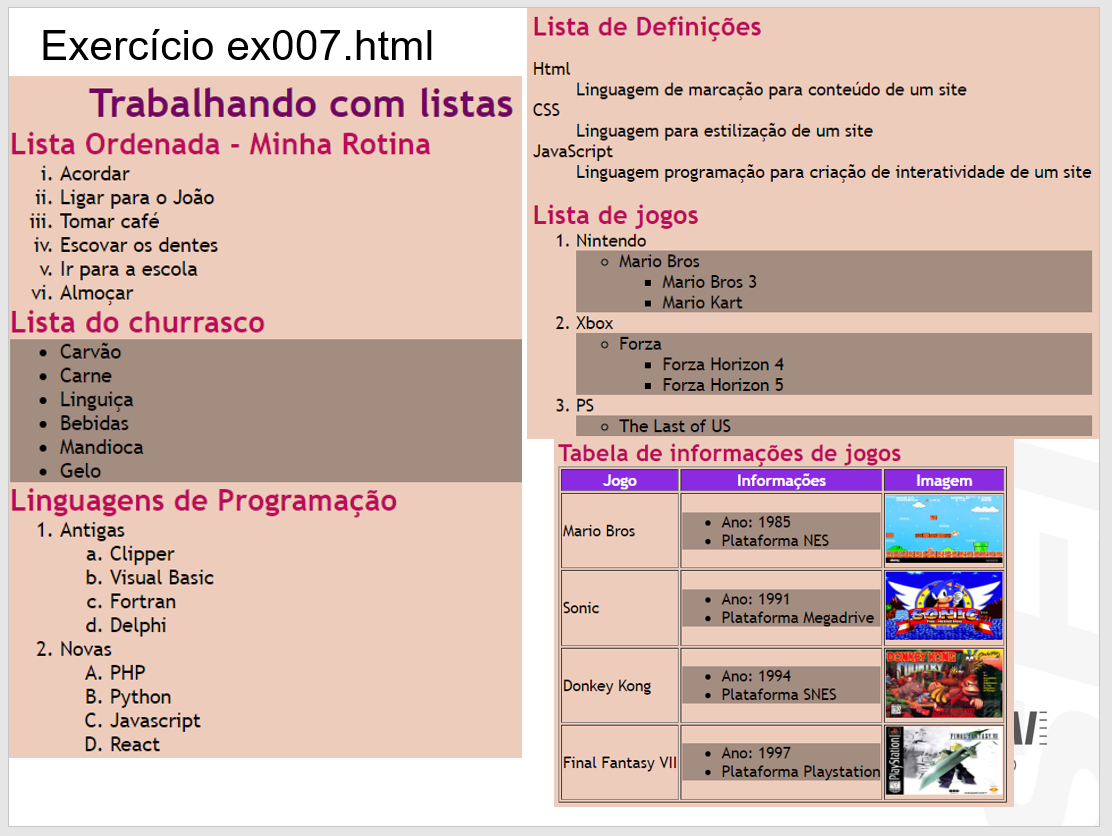 Exercício ex007.html
Trabalhando com listas
Lista Ordenada - Minha Rotina
i. Acordar
ii. Ligar para o João
iii. Tomar café
iv. Escovar os dentes
v. Ir para a escola
vi. Almoçar
Lista do churrasco
• Carvão
• Carne
• Linguiça
• Bebidas
• Mandioca
• Gelo
Linguagens de Programação
1. Antigas
a. Clipper
b. Visual Basic
c. Fortran
d. Delphi
2. Novas
A. PHP
B. Python
C. Javascript
D. React
Lista de Definições
Html
Linguagem de marcação para conteúdo de um site
CSS
Linguagem para estilização de um site
JavaScript
Linguagem programação para criação de interatividade de um site
Lista de jogos
1. Nintendo
○ Mario Bros
▪ Mario Bros 3
▪ Mario Kart
2. Xbox
○ Forza
▪ Forza Horizon 4
▪ Forza Horizon 5
3. PS
○ The Last of US
Tabela de informações de jogos
Jogo Informações Imagem
Mario Bros
• Ano: 1985
• Plataforma NES
Sonic
• Ano: 1991
• Plataforma Megadrive
SONIC
Donkey Kong
• Ano: 1994
• Plataforma SNES
DONKEY KONG
COUNTRY
Final Fantasy VII
• Ano: 1997
• Plataforma Playstation
PlayStation
FINAL FANTASY VII